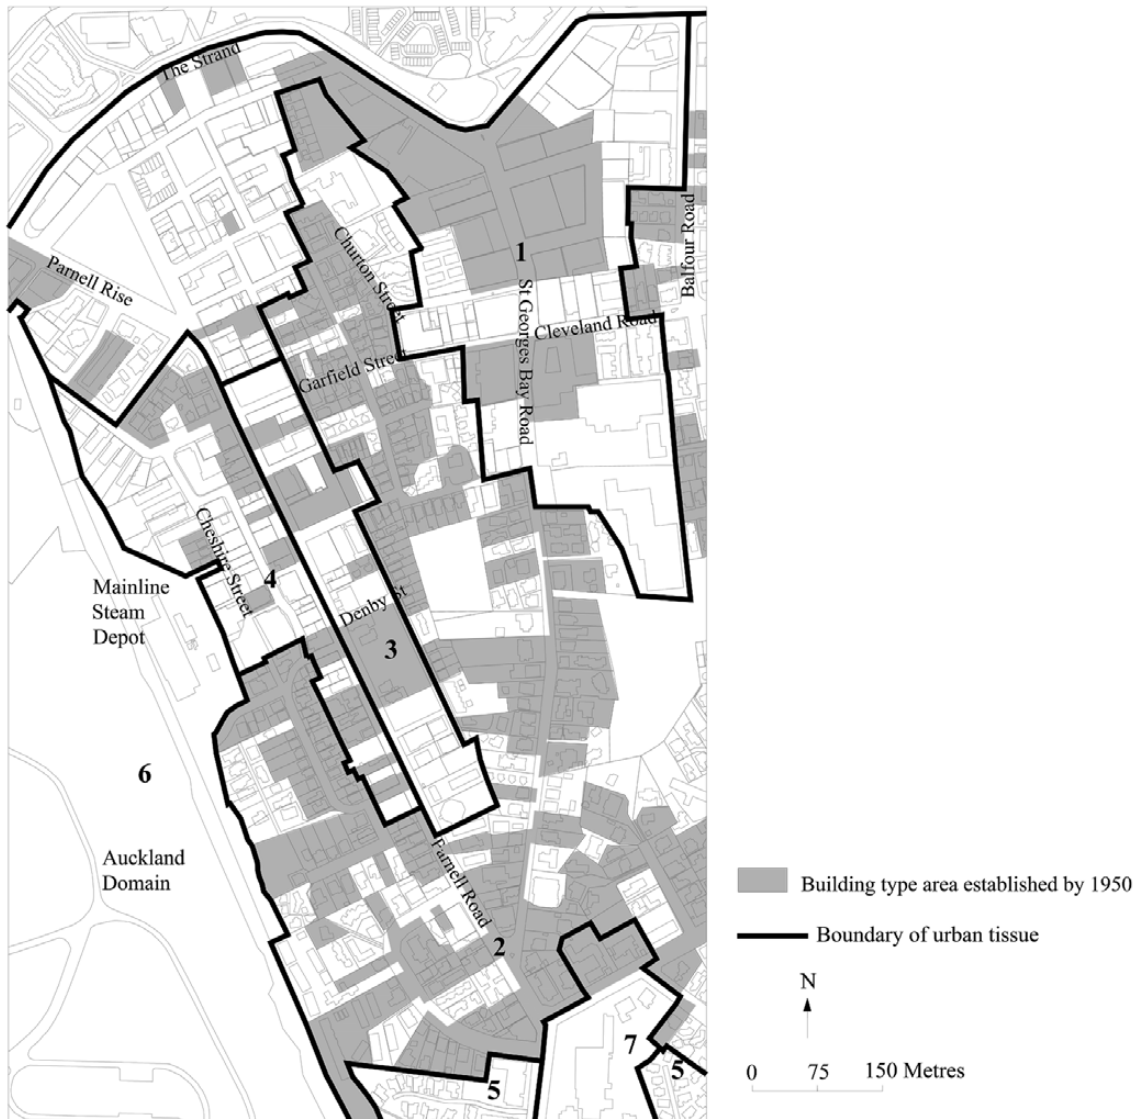 The Strand
Balfour Road
1
Churton Street
Parnell Rise
St Georges Bay Road
Cleveland Road
Garfield Street
Cheshire Street
4
Mainline
Steam
Depot
Denby St
3
6
Auckland
Domain
Parnell Road
2
7
5
5
Building type area established by 1950
Boundary of urban tissue
N
0 75 150 Metres